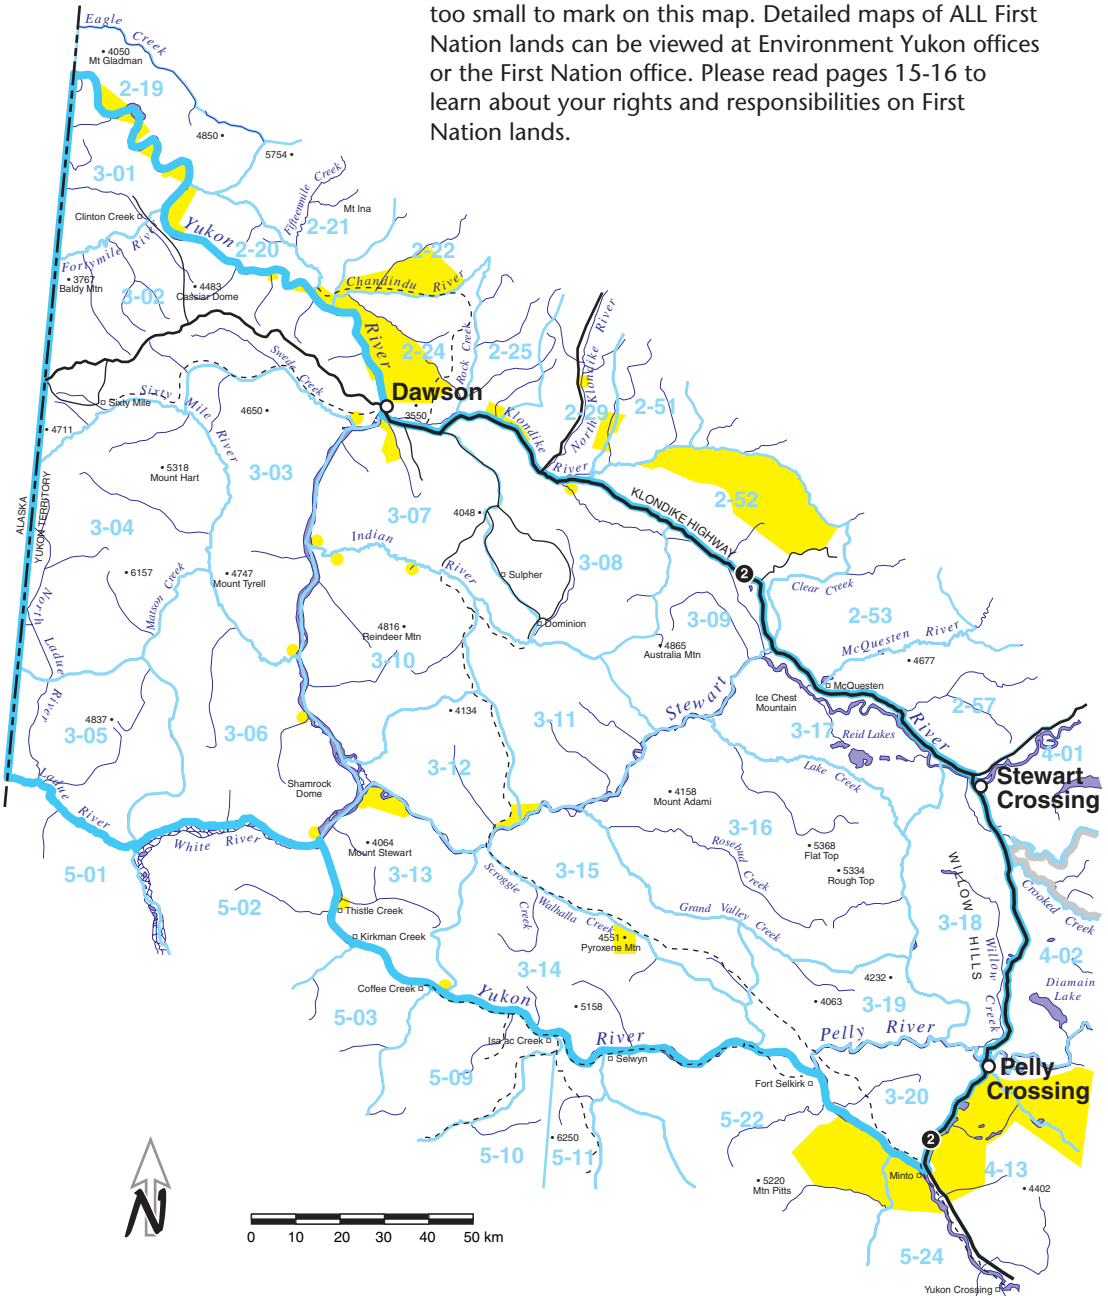 too small to mark on this map. Detailed maps of ALL First
Nation lands can be viewed at Environment Yukon offices
or the First Nation office. Please read pages 15-16 to
learn about your rights and responsibilities on First
Nation lands.
Eagle Creek
4050
Mt Gladman
2-19
4850
5754
3-01
Fifteenmile Creek
Mt Ina
Clinton Creek
Yukon
2-21
2-20
2-22
Fortymile River
3767
Baldy Mtn
3-02
4483
Cassiar Dome
Chandindu River
River
2-24
Rock Creek
2-25
North Klondike River
Swede Creek
Dawson
3550
Sixty Mile
Sixty Mile River
4650
Klondike River
2-29
2-51
4711
5318
Mount Hart
3-03
2-52
KLONDIKE HIGHWAY
ALASKA
YUKON TERRITORY
3-04
3-07
4048
Indian River
3-08
2
6157
4747
Mount Tyrell
Sulpher
Clear Creek
Matson Creek
North Ladue River
4816
Reindeer Mtn
Dominion
3-09
2-53
McQuesten River
3-10
4865
Australia Mtn
4677
McQuesten
Stewart River
Ice Chest
Mountain
2-57
4837
3-05
3-06
4134
3-11
3-17
Reid Lakes
4-01
3-12
Lake Creek
Stewart
Crossing
Ladue River
Shamrock
Dome
4158
Mount Adami
3-16
White River
4064
Mount Stewart
Rosebud Creek
5368
Flat Top
5334
Rough Top
WILLOW HILLS
5-01
3-13
Scroggie Creek
3-15
Crooked Creek
5-02
Thistle Creek
Walhalla Creek
Grand Valley Creek
3-18
Kirkman Creek
4551
Pyroxene Mtn
Willow Creek
4-02
3-14
4232
Diamain
Lake
Coffee Creek
Yukon River
5158
4063
3-19
5-03
Pelly River
Isaac Creek
Selwyn
Pelly
Crossing
5-09
Fort Selkirk
3-20
5-22
6250
2
5-10
5-11
Minto
4-13
5220
Mtn Pitts
4402
N
0 10 20 30 40 50 km
5-24
Yukon Crossing